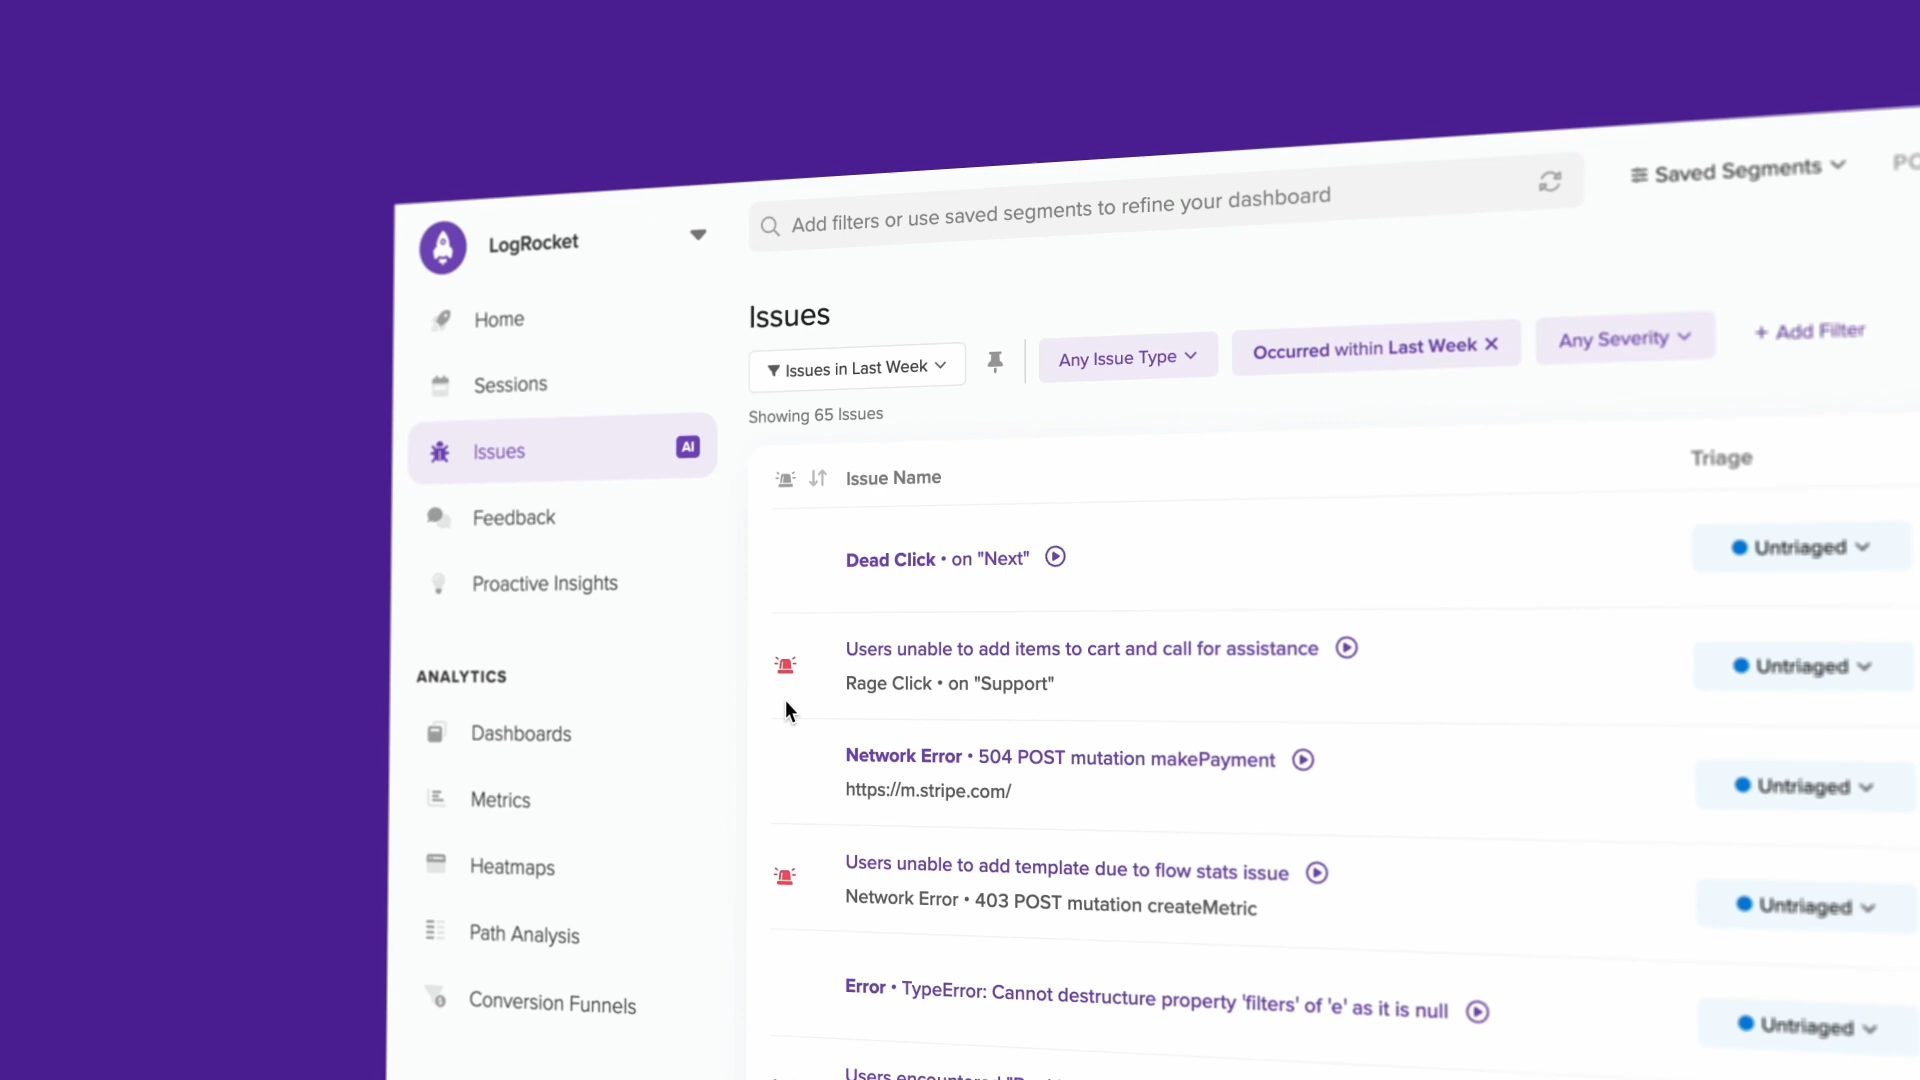 LogRocket
Add filters or use saved segments to refine your dashboard
Saved Segments
Home
Sessions
Issues
AI
Feedback
Proactive Insights
ANALYTICS
Dashboards
Metrics
Heatmaps
Path Analysis
Conversion Funnels
Issues
Issues in Last Week
Any Issue Type
Occurred within Last Week
Any Severity
+ Add Filter
Showing 65 Issues
Issue Name
Triage
Dead Click • on "Next"
Untriaged
Users unable to add items to cart and call for assistance
Rage Click • on "Support"
Untriaged
Network Error • 504 POST mutation makePayment
https://m.stripe.com/
Untriaged
Users unable to add template due to flow stats issue
Network Error • 403 POST mutation createMetric
Untriaged
Error • TypeError: Cannot destructure property 'filters' of 'e' as it is null
Untriaged
Users encountered